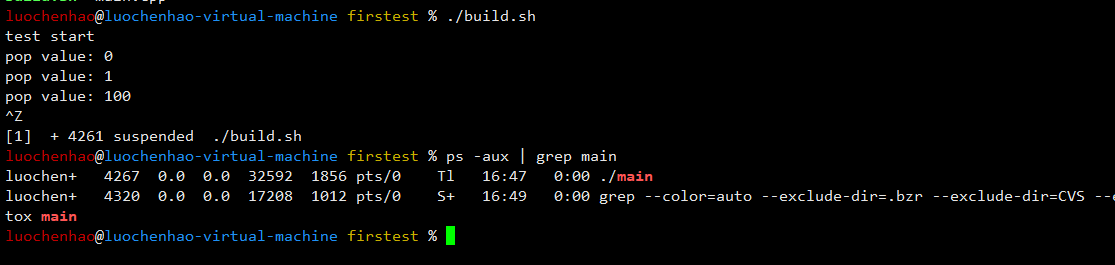 luochenhao@luochenhao-virtual-machine firstest % ./build.sh
test start
pop value: 0
pop value: 1
pop value: 100
^Z
[1]  + 4261 suspended  ./build.sh
luochenhao@luochenhao-virtual-machine firstest % ps -aux | grep main
luochen+   4267  0.0  0.0  32592  1856 pts/0    Tl   16:47   0:00 ./main
luochen+   4320  0.0  0.0  17208  1012 pts/0    S+   16:49   0:00 grep --color=auto --exclude-dir=.bzr --exclude-dir=CVS --e
tox main
luochenhao@luochenhao-virtual-machine firstest %